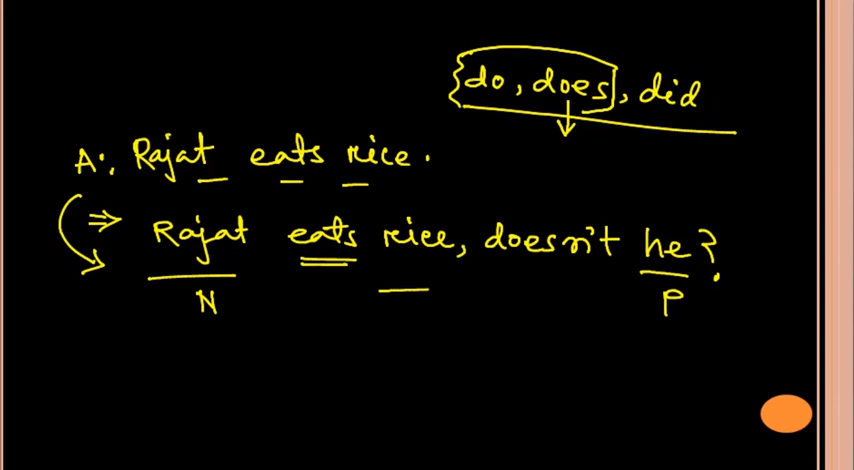 {do, does}, did
A:, Rajat eats rice.
⇒ Rajat eats rice, doesn't he?
N P